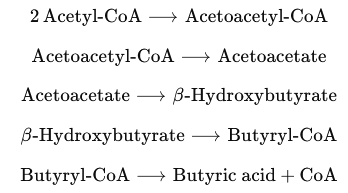 2 Acetyl-CoA ⟶ Acetoacetyl-CoA
Acetoacetyl-CoA ⟶ Acetoacetate
Acetoacetate ⟶ β-Hydroxybutyrate
β-Hydroxybutyrate ⟶ Butyryl-CoA
Butyryl-CoA ⟶ Butyric acid + CoA